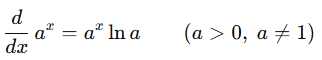 d/dx a^x = a^x ln a (a > 0, a ≠ 1)